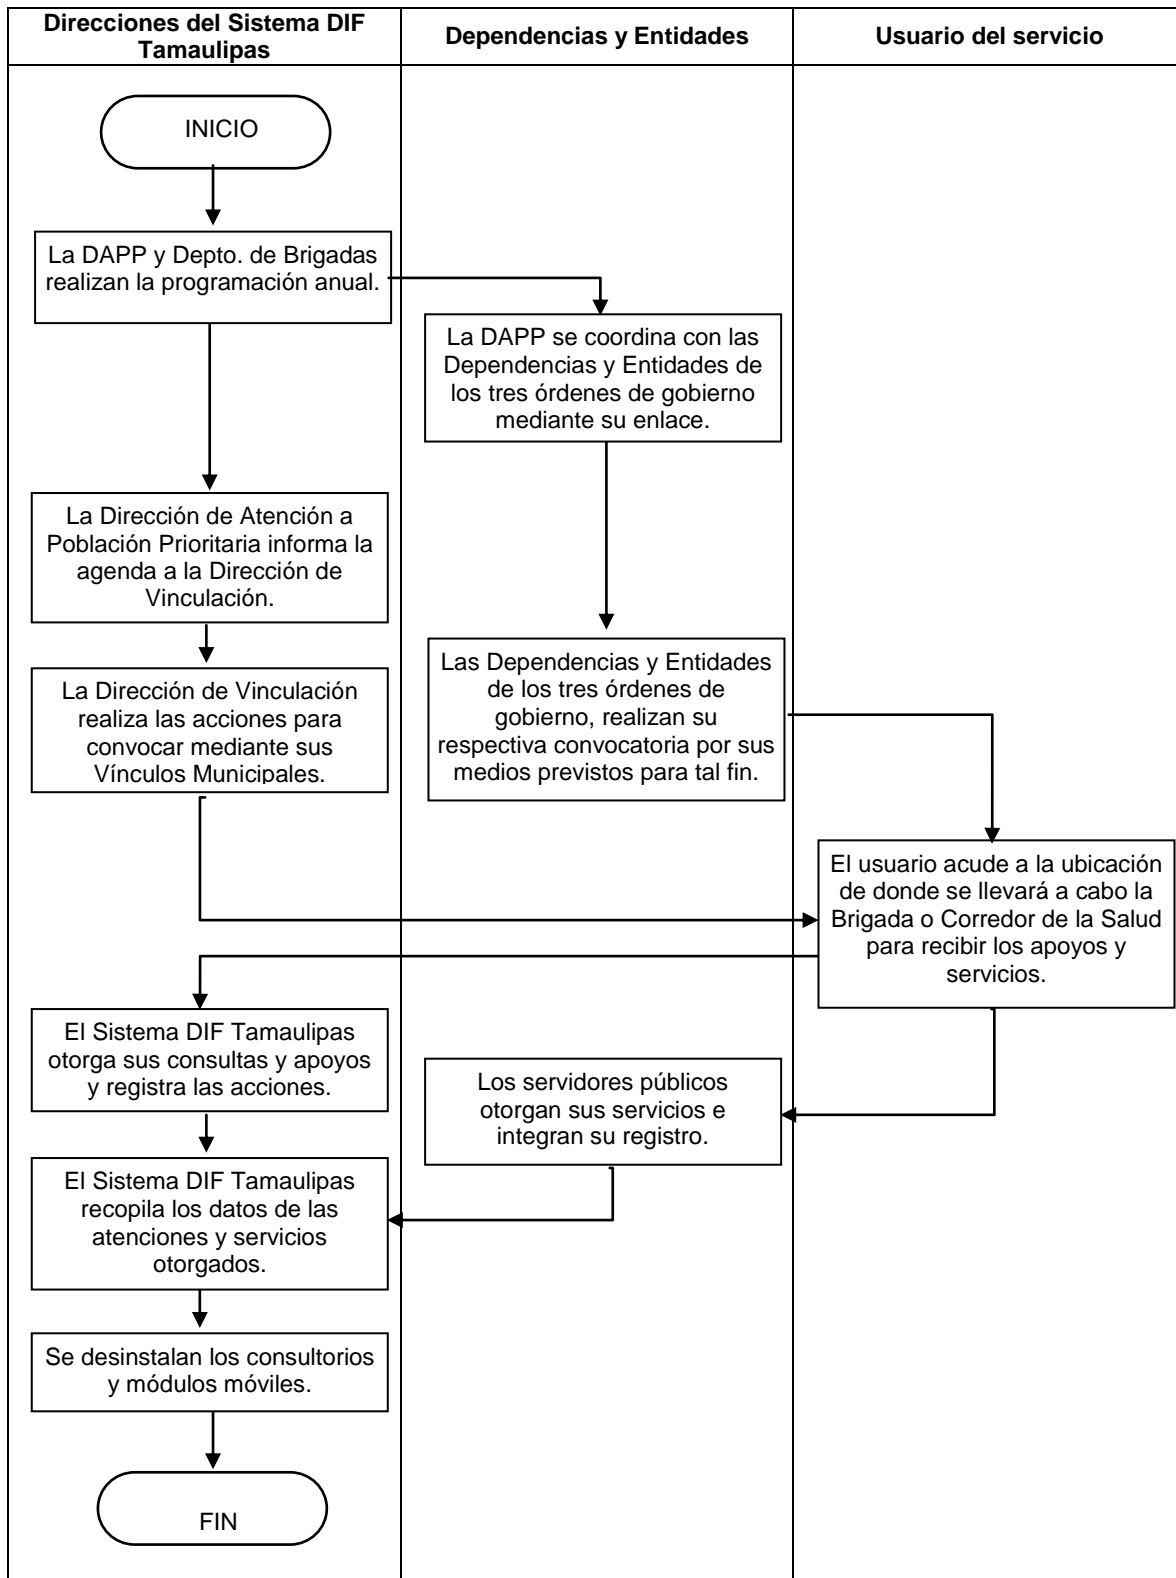 Direcciones del Sistema DIF
Tamaulipas
Dependencias y Entidades
Usuario del servicio
INICIO
La DAPP y Depto. de Brigadas
realizan la programación anual.
La DAPP se coordina con las
Dependencias y Entidades de
los tres órdenes de gobierno
mediante su enlace.
La Dirección de Atención a
Población Prioritaria informa la
agenda a la Dirección de
Vinculación.
La Dirección de Vinculación
realiza las acciones para
convocar mediante sus
Vínculos Municipales.
Las Dependencias y Entidades
de los tres órdenes de
gobierno, realizan su
respectiva convocatoria por sus
medios previstos para tal fin.
El usuario acude a la ubicación
de donde se llevará a cabo la
Brigada o Corredor de la Salud
para recibir los apoyos y
servicios.
El Sistema DIF Tamaulipas
otorga sus consultas y apoyos
y registra las acciones.
Los servidores públicos
otorgan sus servicios e
integran su registro.
El Sistema DIF Tamaulipas
recopila los datos de las
atenciones y servicios
otorgados.
Se desinstalan los consultorios
y módulos móviles.
FIN